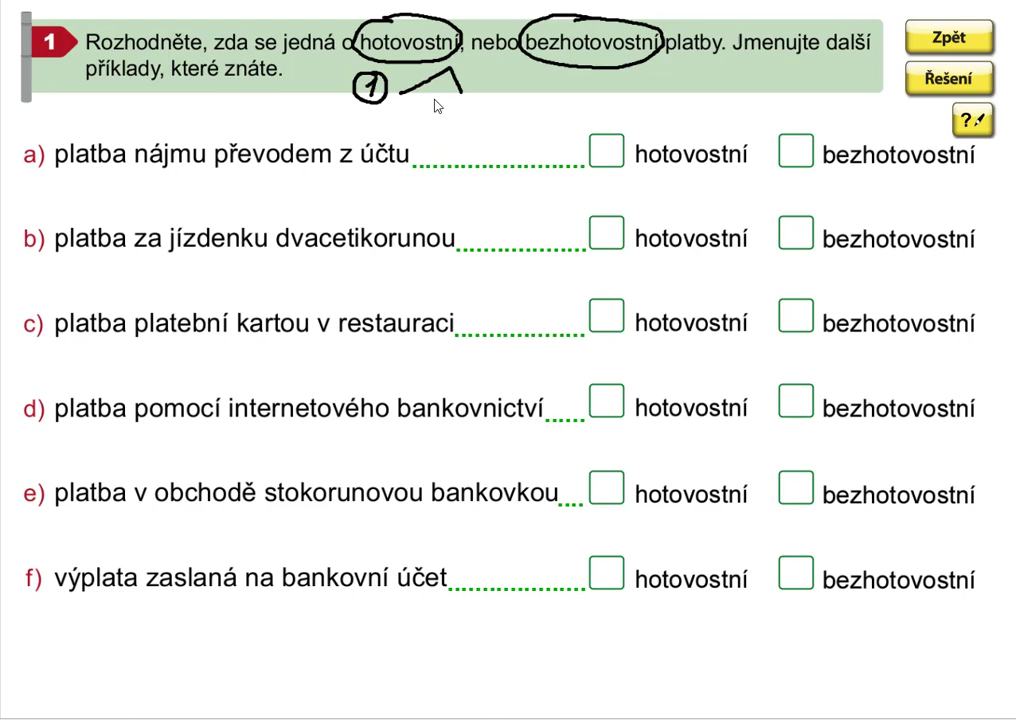 1 Rozhodněte, zda se jedná o hotovostní, nebo bezhotovostní platby. Jmenujte další
příklady, které znáte.
1
Zpět
Řešení
?
a) platba nájmu převodem z účtu hotovostní bezhotovostní
b) platba za jízdenku dvacetikorunou hotovostní bezhotovostní
c) platba platební kartou v restauraci hotovostní bezhotovostní
d) platba pomocí internetového bankovnictví hotovostní bezhotovostní
e) platba v obchodě stokorunovou bankovkou hotovostní bezhotovostní
f) výplata zaslaná na bankovní účet hotovostní bezhotovostní